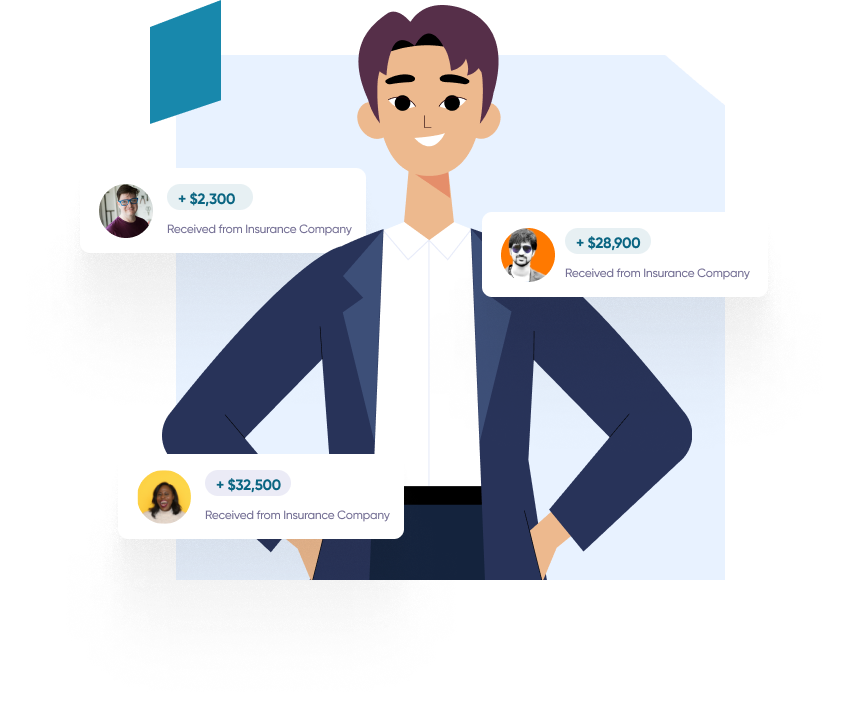 + $2,300
Received from Insurance Company
+ $28,900
Received from Insurance Company
+ $32,500
Received from Insurance Company